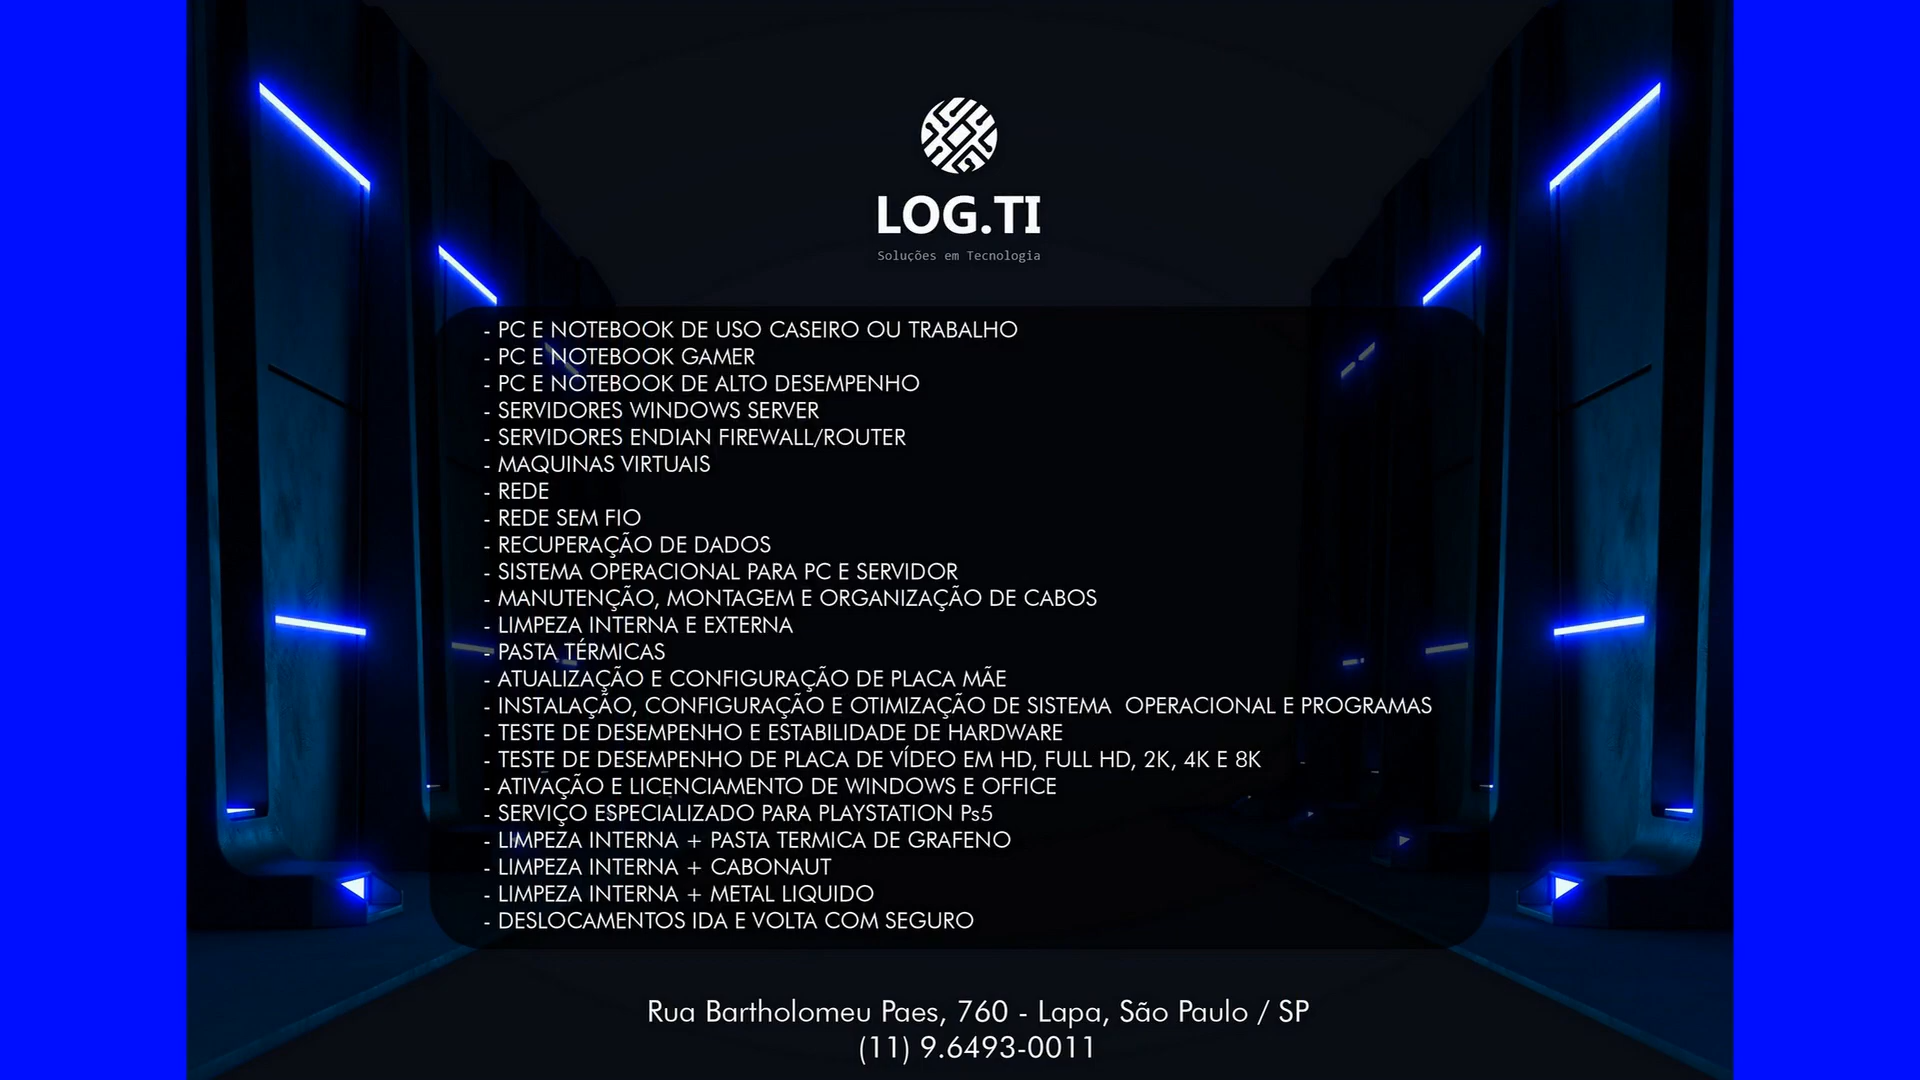 LOG.TI
Soluções em Tecnologia
- PC E NOTEBOOK DE USO CASEIRO OU TRABALHO
- PC E NOTEBOOK GAMER
- PC E NOTEBOOK DE ALTO DESEMPENHO
- SERVIDORES WINDOWS SERVER
- SERVIDORES ENDIAN FIREWALL/ROUTER
- MAQUINAS VIRTUAIS
- REDE
- REDE SEM FIO
- RECUPERAÇÃO DE DADOS
- SISTEMA OPERACIONAL PARA PC E SERVIDOR
- MANUTENÇÃO, MONTAGEM E ORGANIZAÇÃO DE CABOS
- LIMPEZA INTERNA E EXTERNA
- PASTA TÉRMICAS
- ATUALIZAÇÃO E CONFIGURAÇÃO DE PLACA MÃE
- INSTALAÇÃO, CONFIGURAÇÃO E OTIMIZAÇÃO DE SISTEMA  OPERACIONAL E PROGRAMAS
- TESTE DE DESEMPENHO E ESTABILIDADE DE HARDWARE
- TESTE DE DESEMPENHO DE PLACA DE VÍDEO EM HD, FULL HD, 2K, 4K E 8K
- ATIVAÇÃO E LICENCIAMENTO DE WINDOWS E OFFICE
- SERVIÇO ESPECIALIZADO PARA PLAYSTATION Ps5
- LIMPEZA INTERNA + PASTA TERMICA DE GRAFENO
- LIMPEZA INTERNA + CABONAUT
- LIMPEZA INTERNA + METAL LIQUIDO
- DESLOCAMENTOS IDA E VOLTA COM SEGURO
Rua Bartholomeu Paes, 760 - Lapa, São Paulo / SP
(11) 9.6493-0011